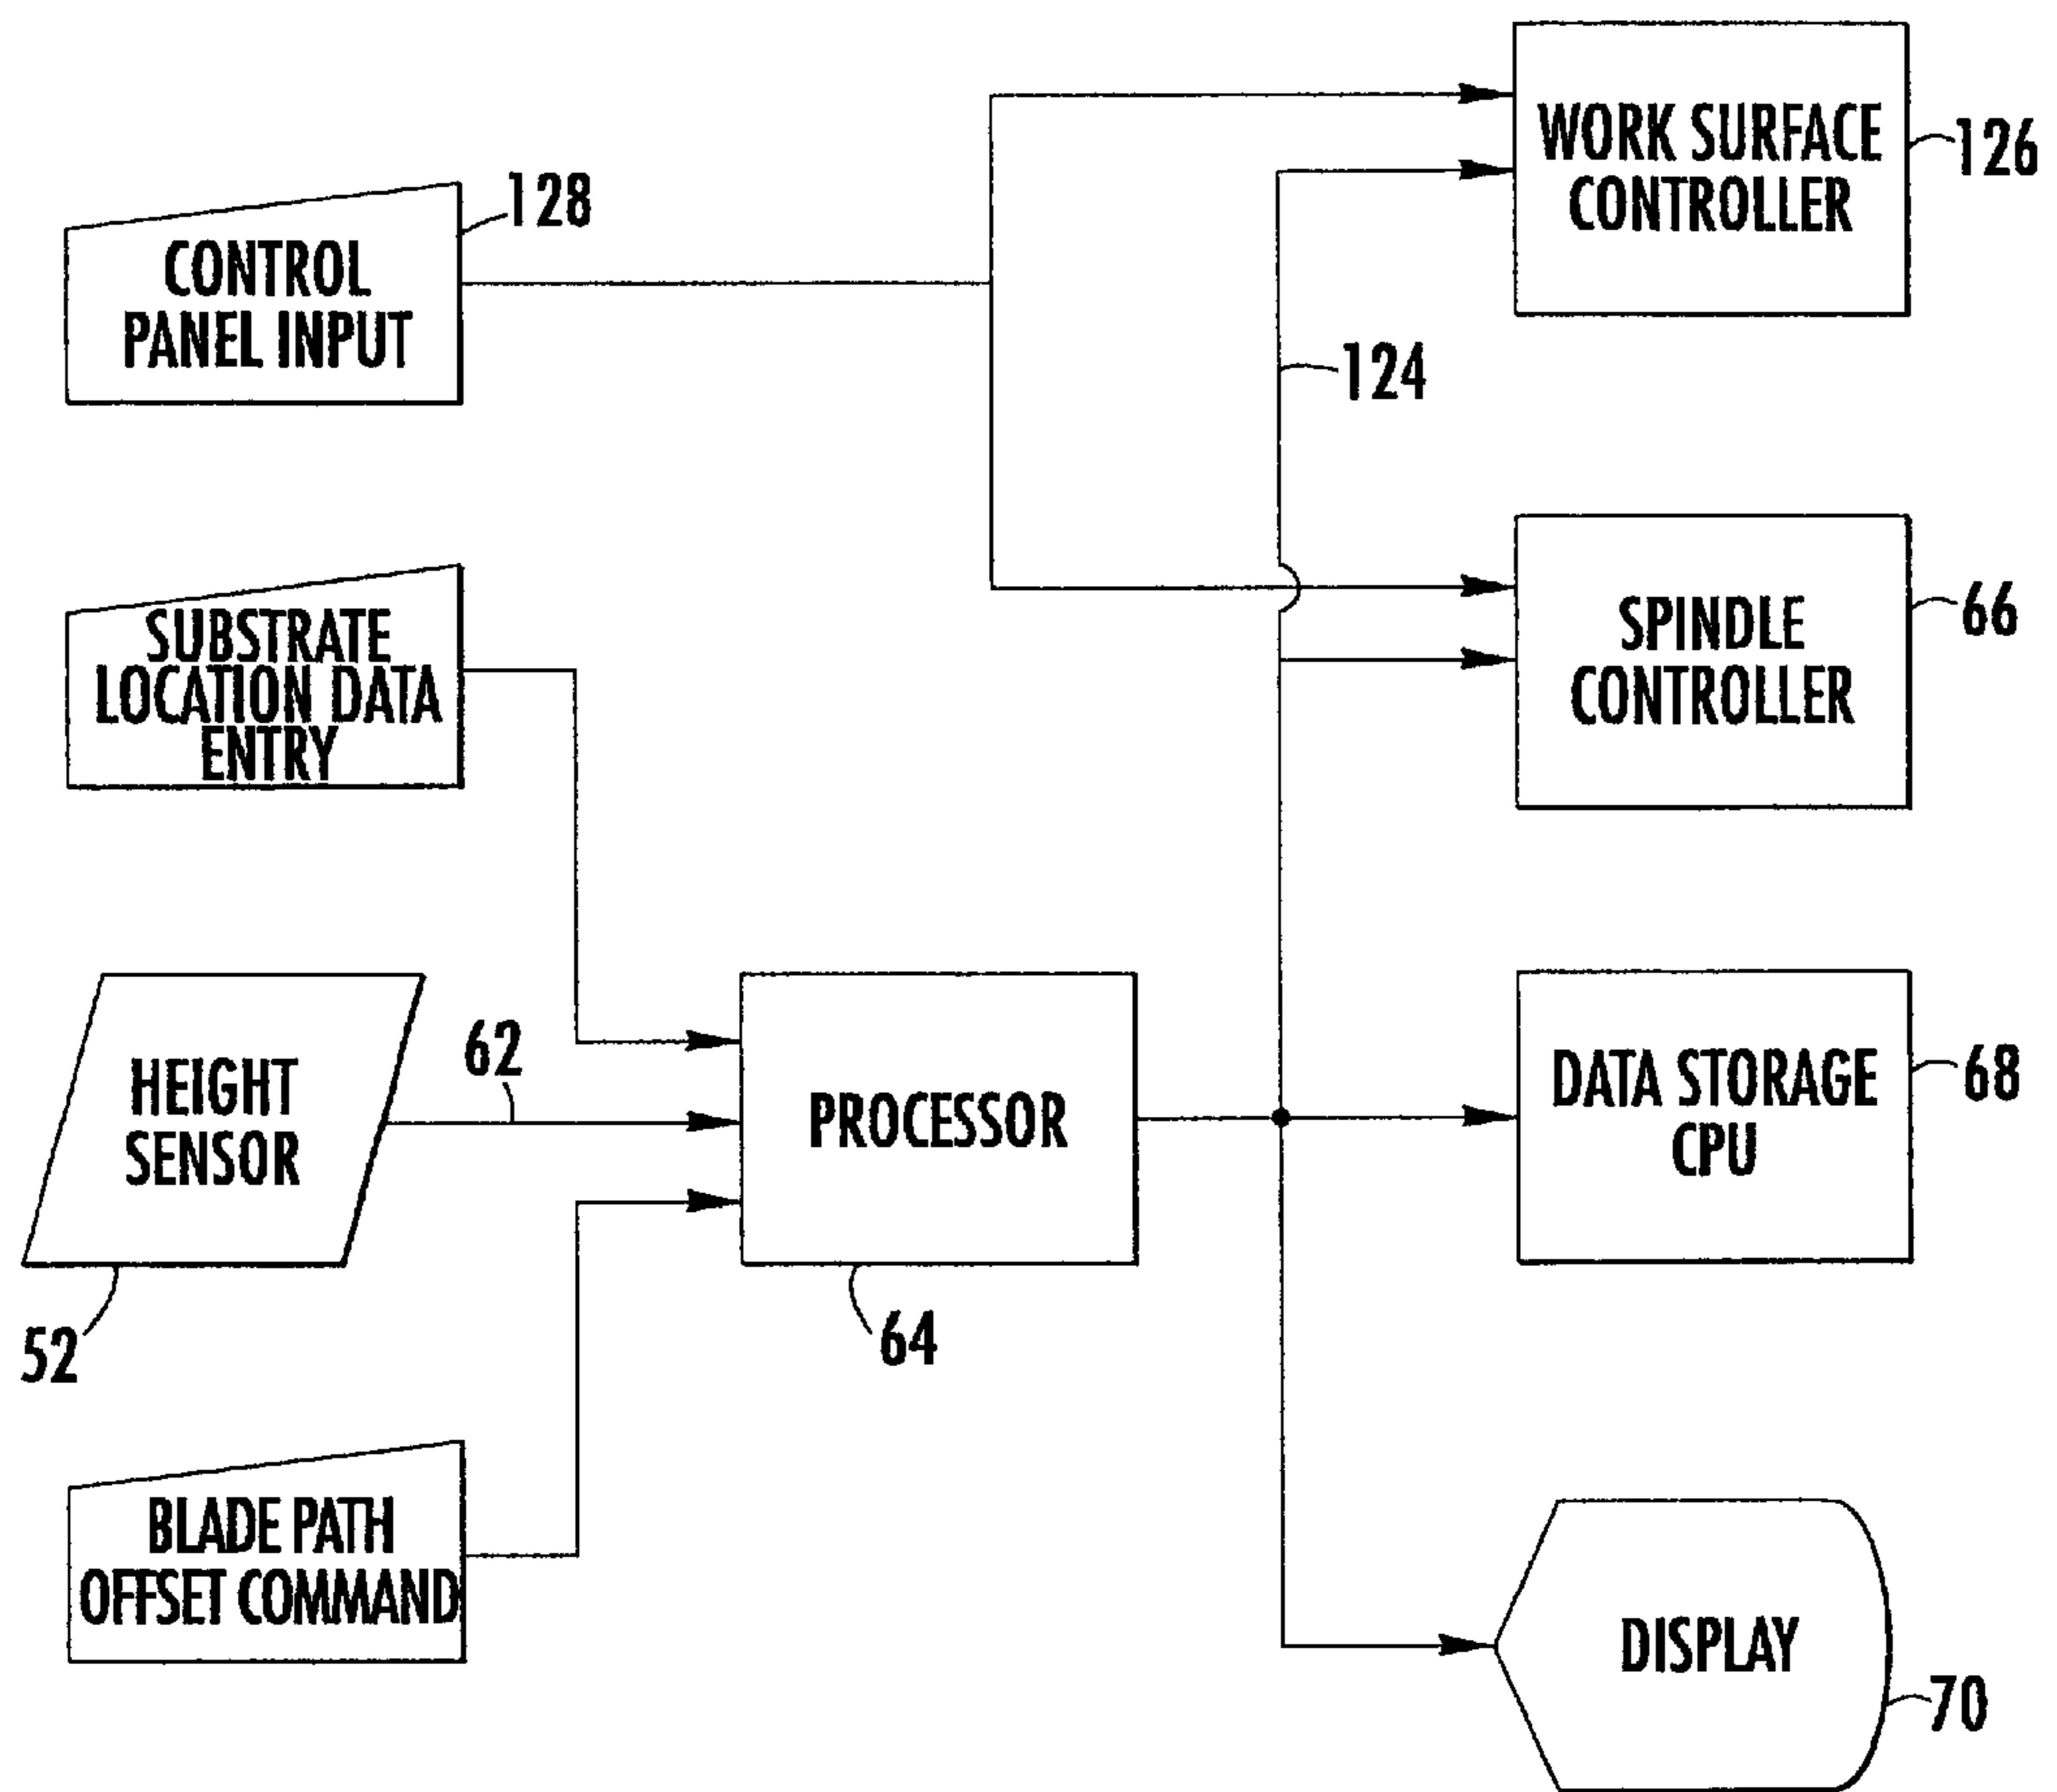 CONTROL
PANEL INPUT
128
WORK SURFACE
CONTROLLER
126
124
SUBSTRATE
LOCATION DATA
ENTRY
SPINDLE
CONTROLLER
66
HEIGHT
SENSOR
52
62
PROCESSOR
64
DATA STORAGE
CPU
68
BLADE PATH
OFFSET COMMAND
DISPLAY
70